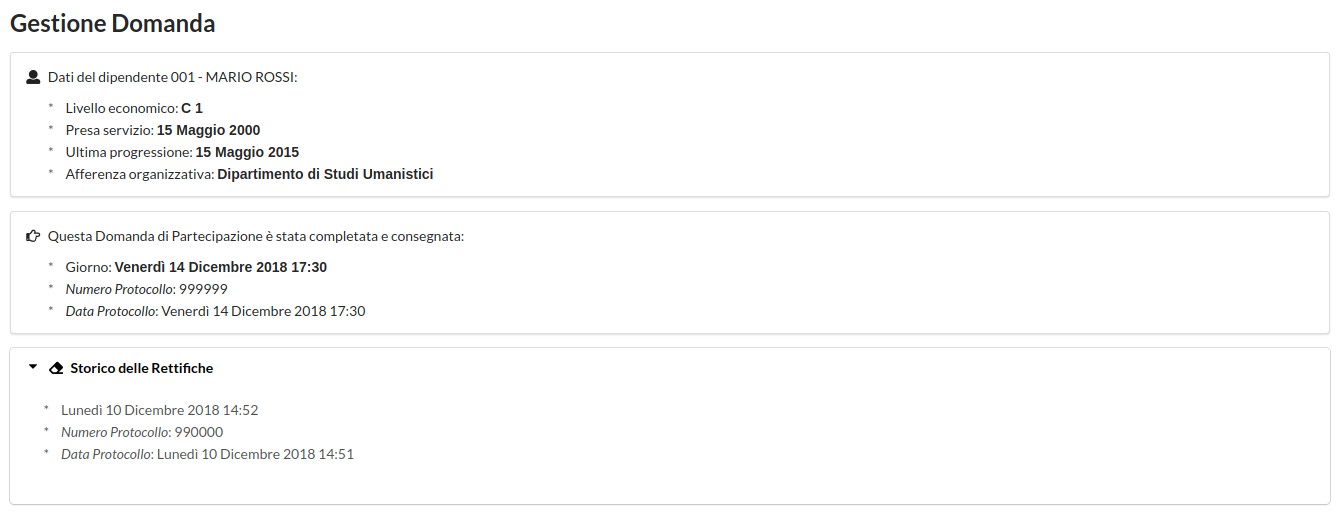 Gestione Domanda
Dati del dipendente 001 - MARIO ROSSI:
* Livello economico: C 1
* Presa servizio: 15 Maggio 2000
* Ultima progressione: 15 Maggio 2015
* Afferenza organizzativa: Dipartimento di Studi Umanistici
Questa Domanda di Partecipazione è stata completata e consegnata:
* Giorno: Venerdì 14 Dicembre 2018 17:30
* Numero Protocollo: 999999
* Data Protocollo: Venerdì 14 Dicembre 2018 17:30
Storico delle Rettifiche
* Lunedì 10 Dicembre 2018 14:52
* Numero Protocollo: 990000
* Data Protocollo: Lunedì 10 Dicembre 2018 14:51